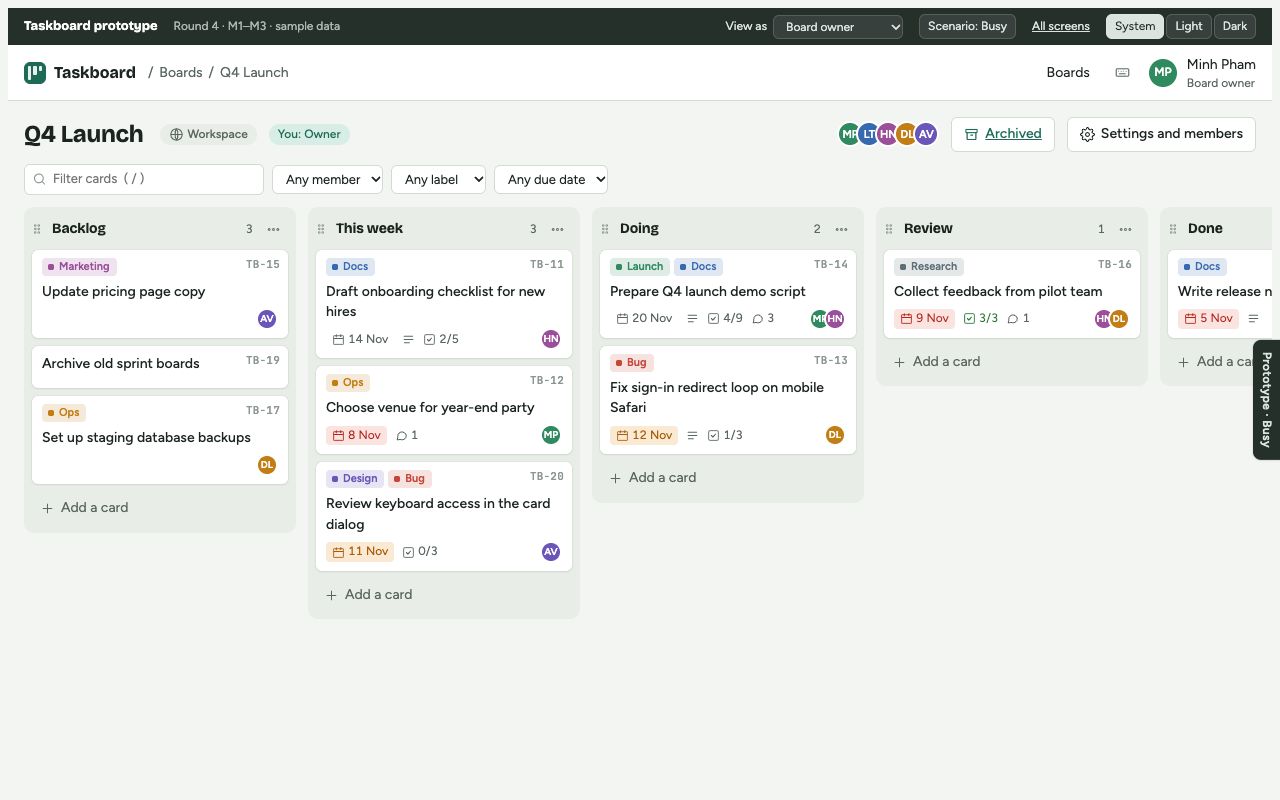 Taskboard prototype
Round 4 · M1–M3 · sample data
View as
Board owner
Scenario: Busy
All screens
System
Light
Dark
Taskboard
/ Boards / Q4 Launch
Boards
MP
Minh Pham
Board owner
Q4 Launch
Workspace
You: Owner
LT
HN
DL
AV
Archived
Settings and members
Filter cards ( / )
Any member
Any label
Any due date
Backlog
3
Marketing
TB-15
Update pricing page copy
AV
Archive old sprint boards
TB-19
Ops
TB-17
Set up staging database backups
DL
Add a card
This week
3
Docs
TB-11
Draft onboarding checklist for new
hires
14 Nov
2/5
HN
Ops
TB-12
Choose venue for year-end party
8 Nov
1
MP
Design
Bug
TB-20
Review keyboard access in the card
dialog
11 Nov
0/3
AV
Add a card
Doing
2
Launch
Docs
TB-14
Prepare Q4 launch demo script
20 Nov
4/9
3
HN
Bug
TB-13
Fix sign-in redirect loop on mobile
Safari
12 Nov
1/3
DL
Add a card
Review
1
Research
TB-16
Collect feedback from pilot team
9 Nov
3/3
1
DL
Add a card
Done
Docs
Write release
5 Nov
Add a
Prototype · Busy